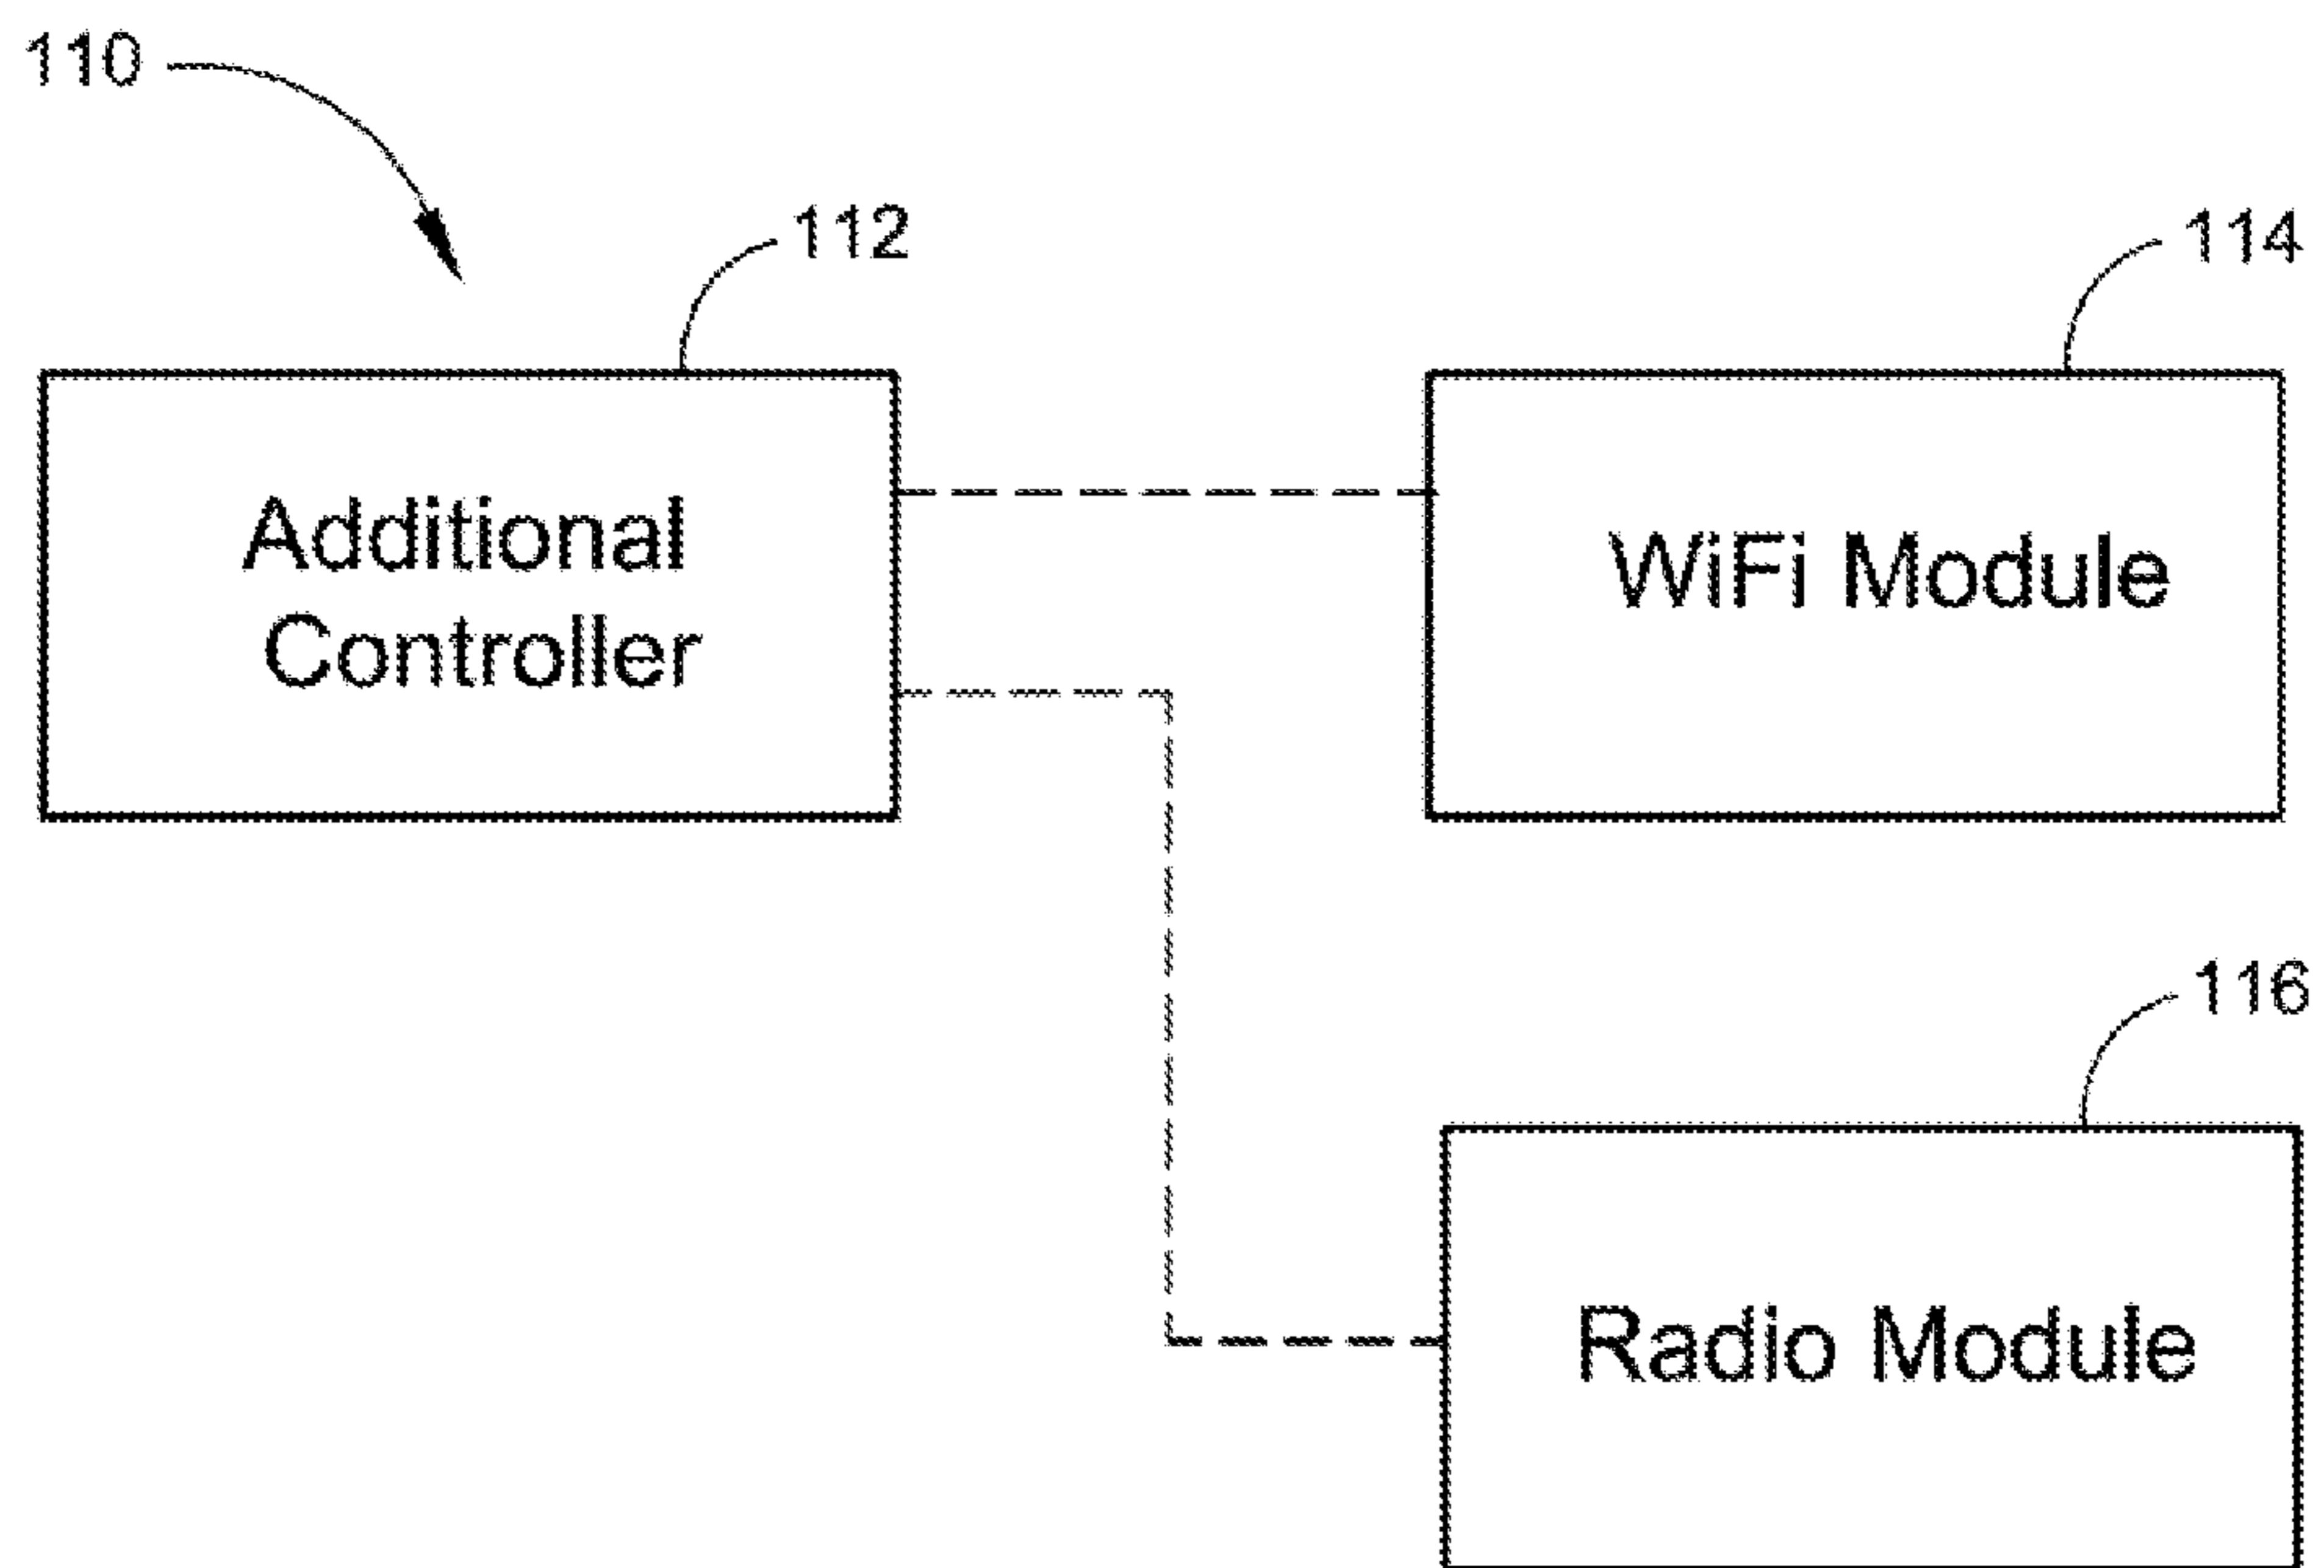 110
112
114
Additional
Controller
WiFi Module
116
Radio Module